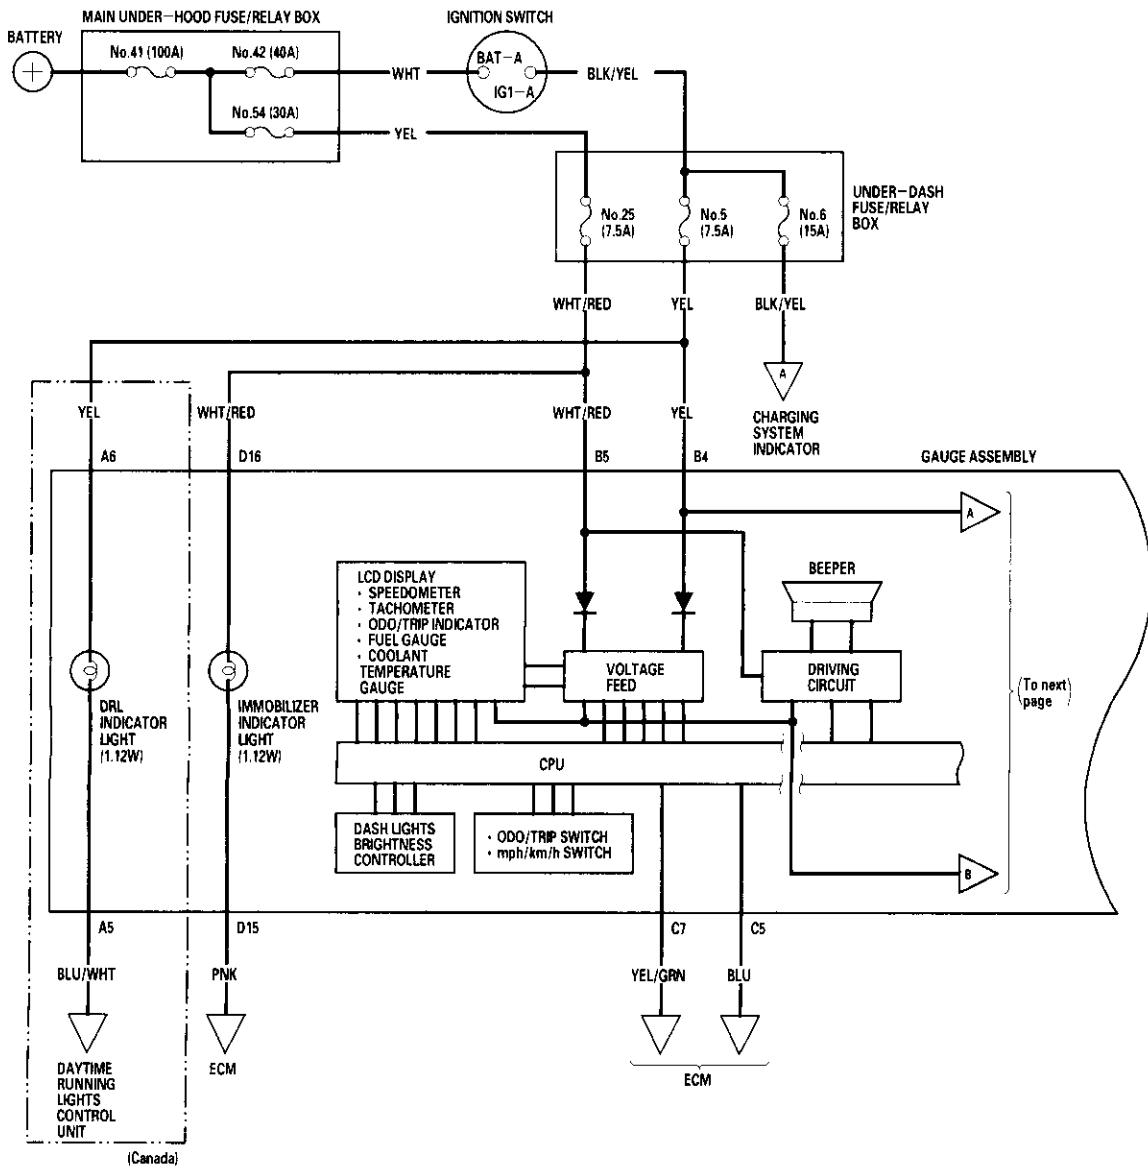 MAIN UNDER-HOOD FUSE/RELAY BOX
IGNITION SWITCH
BATTERY
No.41 (100A)
No.42 (40A)
BAT-A
WHT
BLK/YEL
IG1-A
No.54 (30A)
YEL
UNDER-DASH
FUSE/RELAY
BOX
No.25
(7.5A)
No.5
(7.5A)
No.6
(15A)
WHT/RED
YEL
BLK/YEL
A
YEL
WHT/RED
WHT/RED
YEL
CHARGING
SYSTEM
INDICATOR
A6
D16
B5
B4
GAUGE ASSEMBLY
A
LCD DISPLAY
· SPEEDOMETER
· TACHOMETER
· ODO/TRIP INDICATOR
· FUEL GAUGE
· COOLANT
TEMPERATURE
GAUGE
BEEPER
VOLTAGE
FEED
DRIVING
CIRCUIT
(To next
page)
DRL
INDICATOR
LIGHT
(1.12W)
IMMOBILIZER
INDICATOR
LIGHT
(1.12W)
CPU
DASH LIGHTS
BRIGHTNESS
CONTROLLER
· ODO/TRIP SWITCH
· mph/km/h SWITCH
B
A5
D15
C7
C5
BLU/WHT
PNK
YEL/GRN
BLU
DAYTIME
RUNNING
LIGHTS
CONTROL
UNIT
ECM
ECM
(Canada)